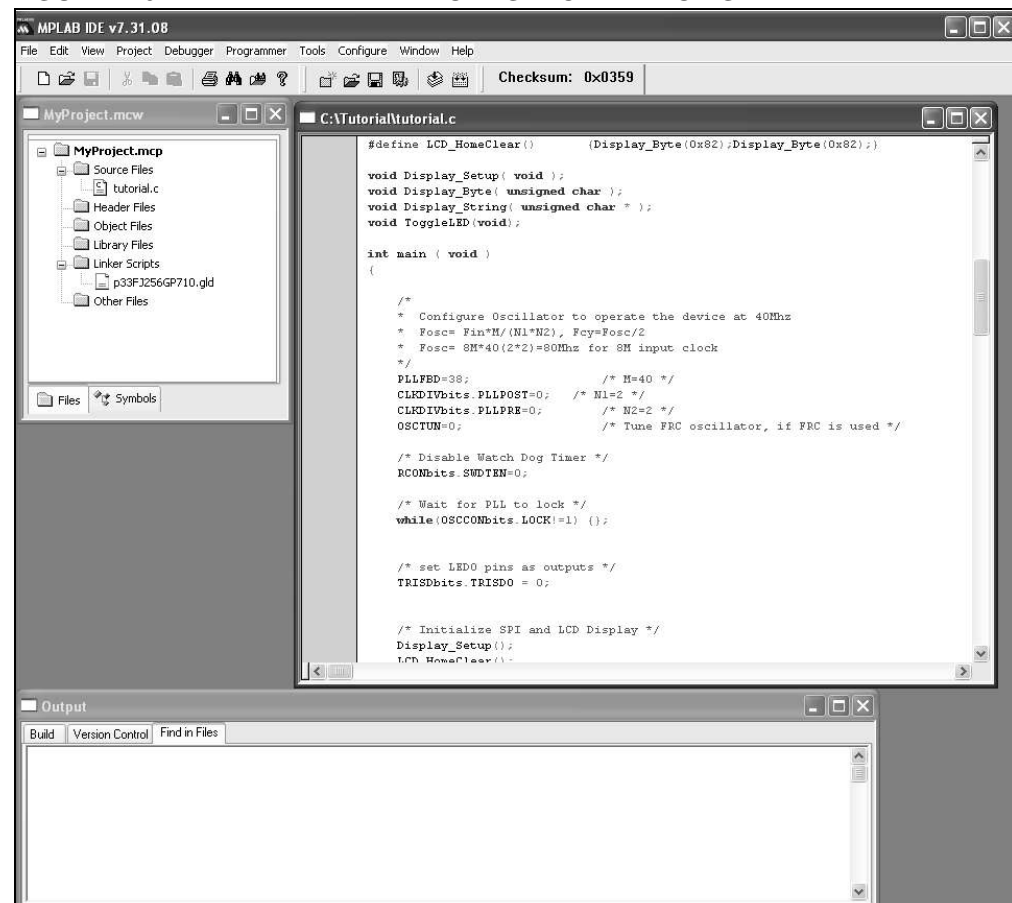 MPLAB IDE v7.31.08
File Edit View Project Debugger Programmer Tools Configure Window Help
Checksum: 0x0359
MyProject.mcw
MyProject.mcp
Source Files
tutorial.c
Header Files
Object Files
Library Files
Linker Scripts
p33FJ256GP710.gld
Other Files
Files Symbols
C:\Tutorial\tutorial.c
#define LCD_HomeClear() {Display_Byte(0x82);Display_Byte(0x82);}
void Display_Setup( void );
void Display_Byte( unsigned char );
void Display_String( unsigned char * );
void ToggleLED(void);
int main ( void )
{
/*
* Configure Oscillator to operate the device at 40Mhz
* Fosc= Fin*M/(N1*N2), Fcy=Fosc/2
* Fosc= 8M*40(2*2)=80Mhz for 8M input clock
*/
PLLFBD=38; /* M=40 */
CLKDIVbits.PLLPOST=0; /* N1=2 */
CLKDIVbits.PLLPRE=0; /* N2=2 */
OSCTUN=0; /* Tune FRC oscillator, if FRC is used */
/* Disable Watch Dog Timer */
RCONbits.SWDTEN=0;
/* Wait for PLL to lock */
while(OSCCONbits.LOCK!=1) {};
/* set LED0 pins as outputs */
TRISDbits.TRISD0 = 0;
/* Initialize SPI and LCD Display */
Display_Setup();
LCD_HomeClear();
Output
Build Version Control Find in Files